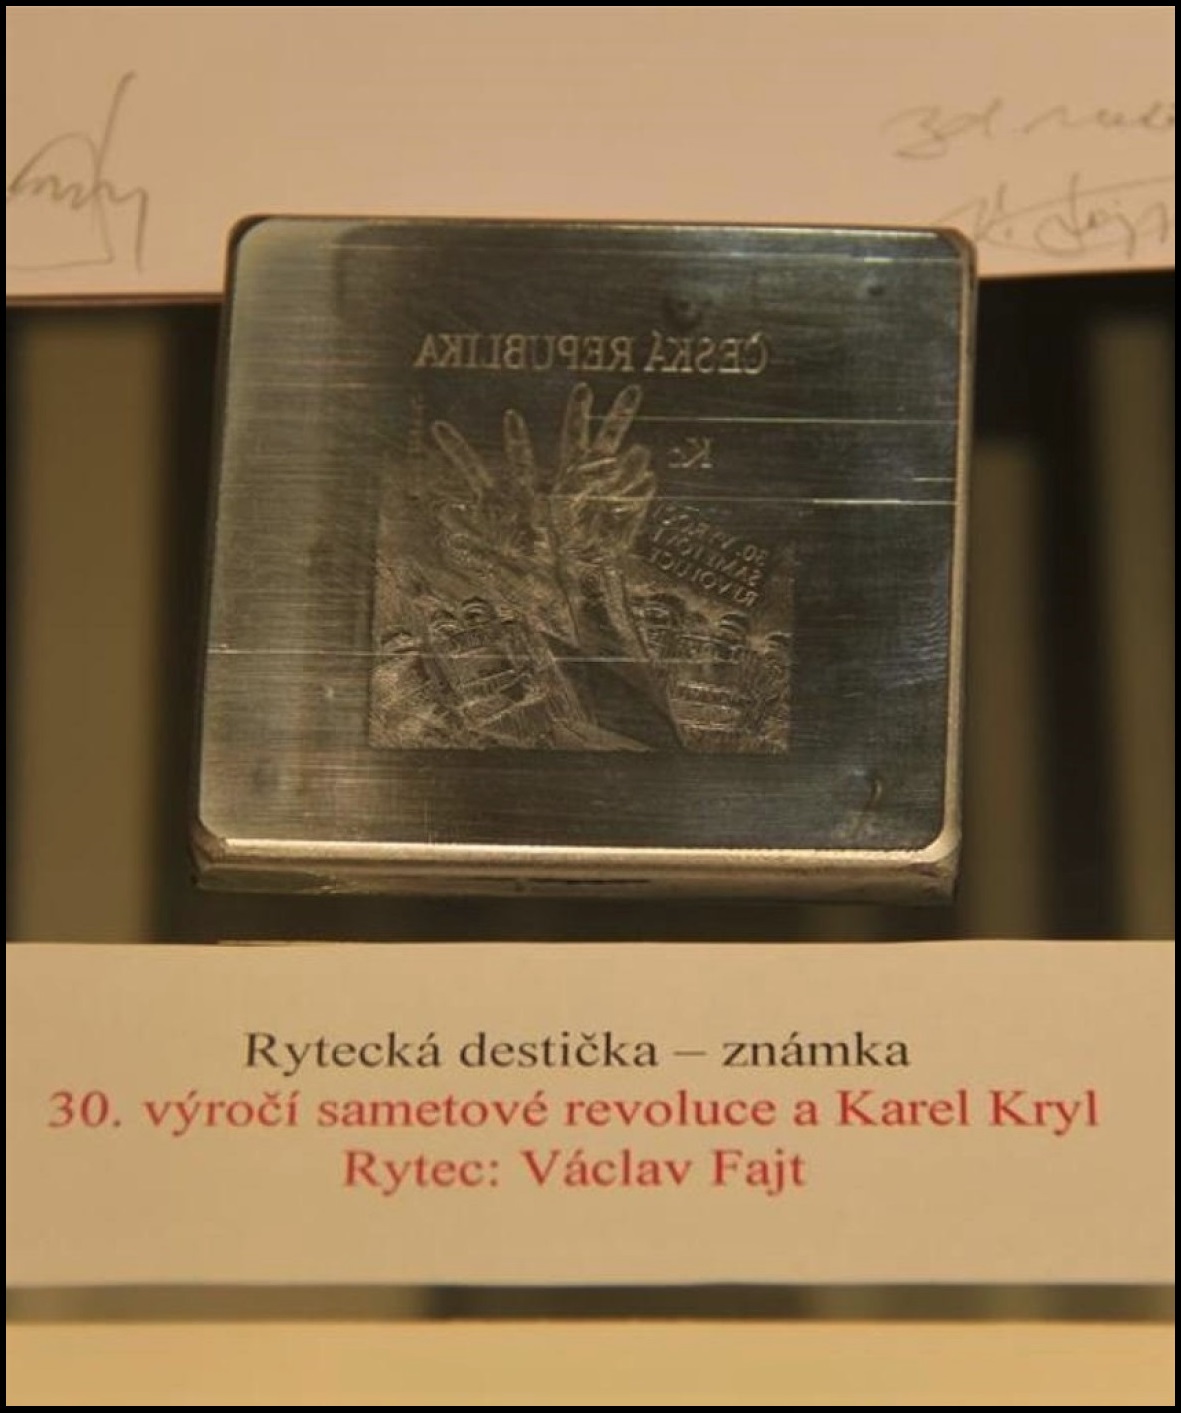 ČESKÁ REPUBLIKA
Kč
30. VÝROČÍ
SAMETOVÉ
REVOLUCE
Rytecká destička – známka
30. výročí sametové revoluce a Karel Kryl
Rytec: Václav Fajt